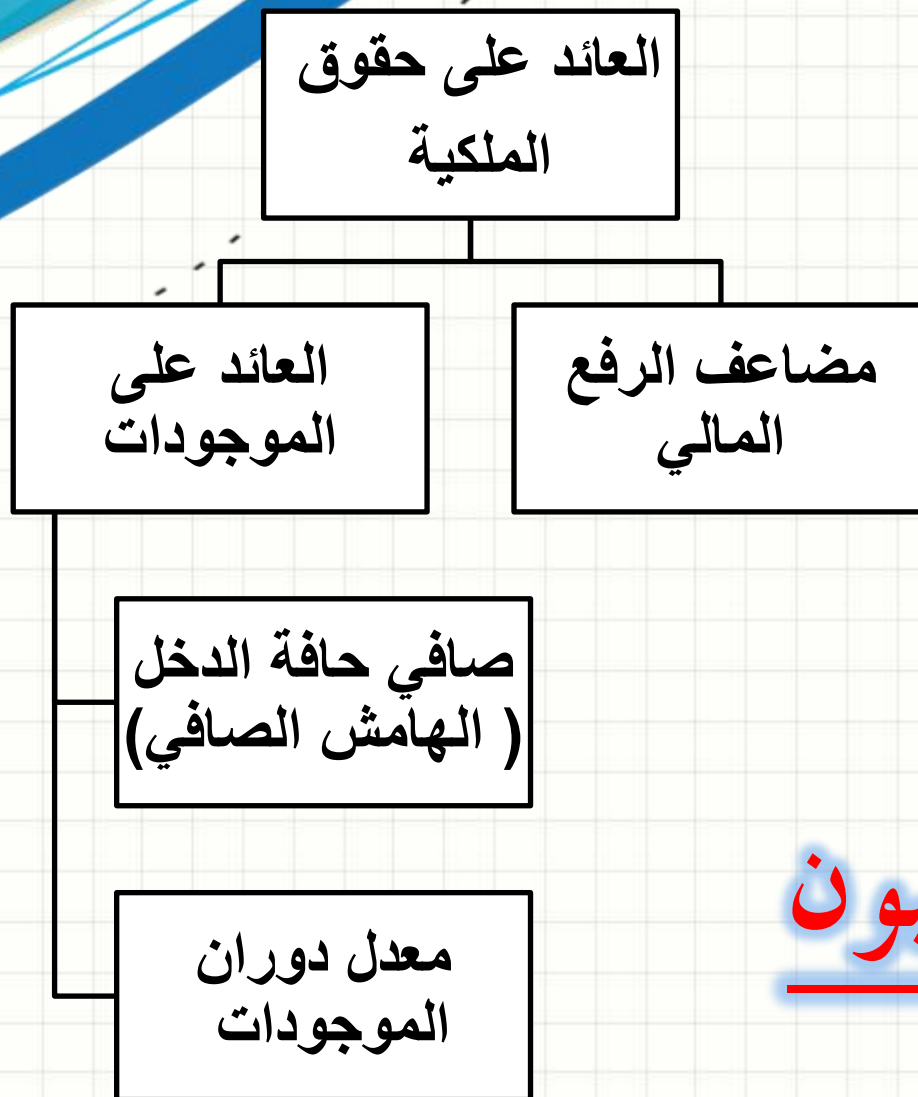 العائد على حقوق
الملكية
مضاعف الرفع
المالي
العائد على
الموجودات
صافي حافة الدخل
( الهامش الصافي)
معدل دوران
الموجودات